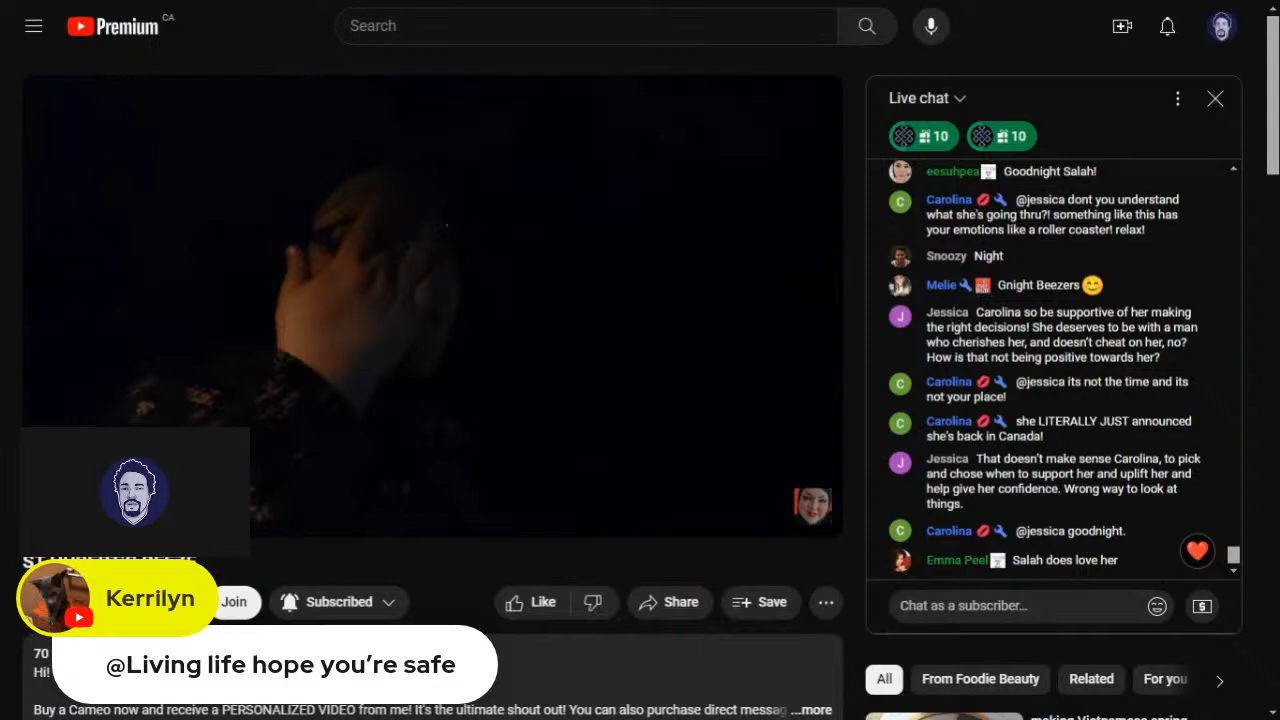 Premium CA
Search
Live chat
10
10
eesuhpea Goodnight Salah!
Carolina @jessica dont you understand
what she's going thru?! something like this has
your emotions like a roller coaster! relax!
Snoozy Night
Melie Gnight Beezers
J
Jessica Carolina so be supportive of her making
the right decisions! She deserves to be with a man
who cherishes her, and doesn't cheat on her, no?
How is that not being positive towards her?
C
Carolina @jessica its not the time and its
not your place!
C
Carolina she LITERALLY JUST announced
she's back in Canada!
J
Jessica That doesn't make sense Carolina, to pick
and chose when to support her and uplift her and
help give her confidence. Wrong way to look at
things.
C
Carolina @jessica goodnight.
Emma Peel Salah does love her
Chat as a subscriber...
Join
Subscribed
Like
Share
Save
Kerrilyn
@Living life hope you're safe
70
Hi!
Buy a Cameo now and receive a PERSONALIZED VIDEO from me! It's the ultimate shout out! You can also purchase direct messag ...more
All
From Foodie Beauty
Related
For you
making Vietnamese spring